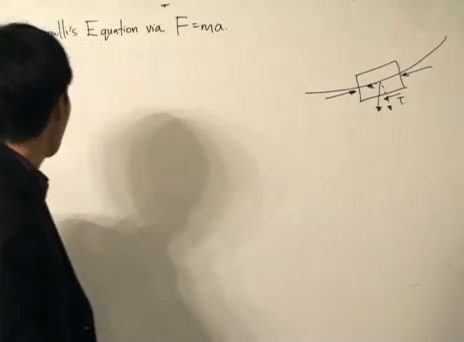 Equation via F=ma.
τ